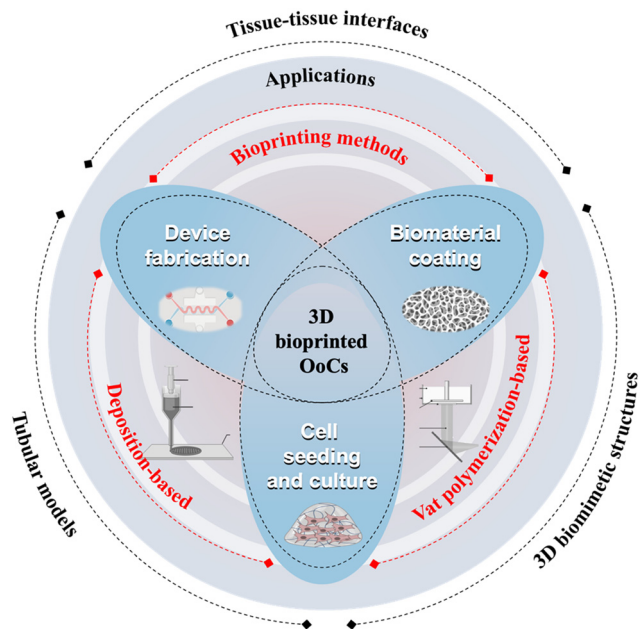 Tissue-tissue interfaces
Applications
Bioprinting methods
Device
fabrication
Biomaterial
coating
3D
bioprinted
OoCs
Cell
seeding
and culture
Deposition-based
Vat polymerization-based
Tubular models
3D biomimetic structures